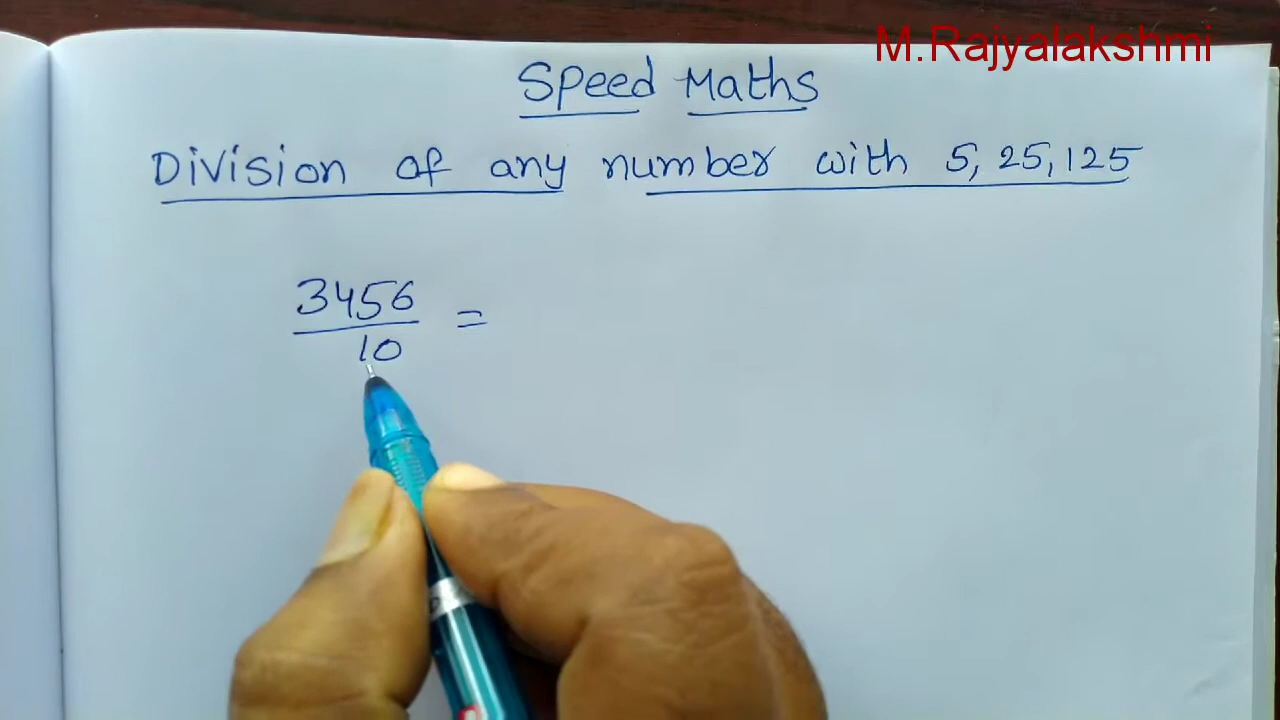 M.Rajyalakshmi
Speed Maths
Division of any number with 5, 25, 125
3456
10
=